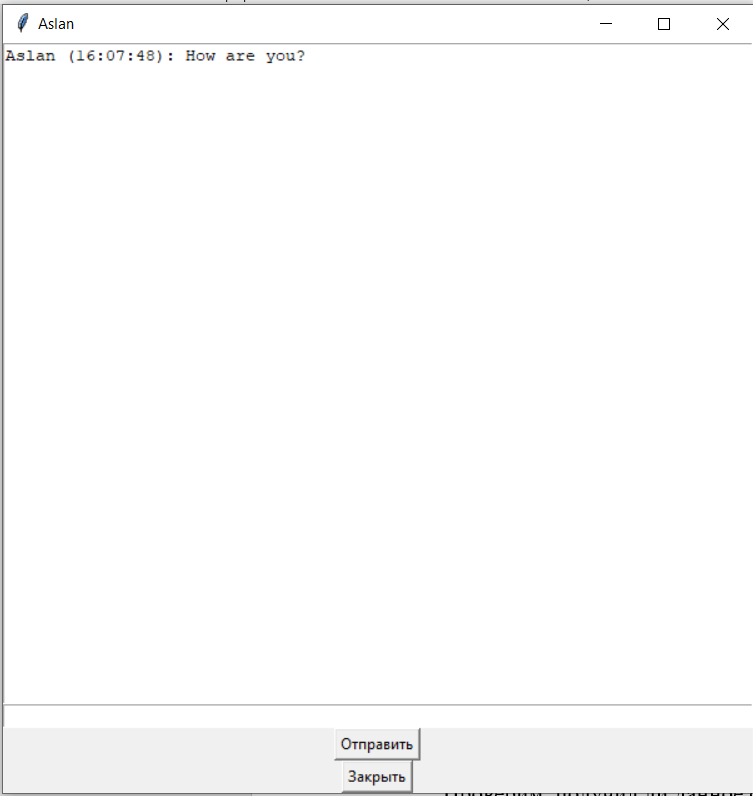 Aslan
Aslan (16:07:48): How are you?
Отправить
Закрыть